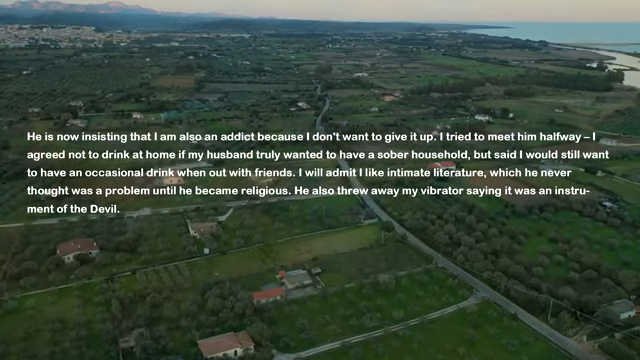 He is now insisting that I am also an addict because I don't want to give it up. I tried to meet him halfway – I
agreed not to drink at home if my husband truly wanted to have a sober household, but said I would still want
to have an occasional drink when out with friends. I will admit I like intimate literature, which he never
thought was a problem until he became religious. He also threw away my vibrator saying it was an instru-
ment of the Devil.